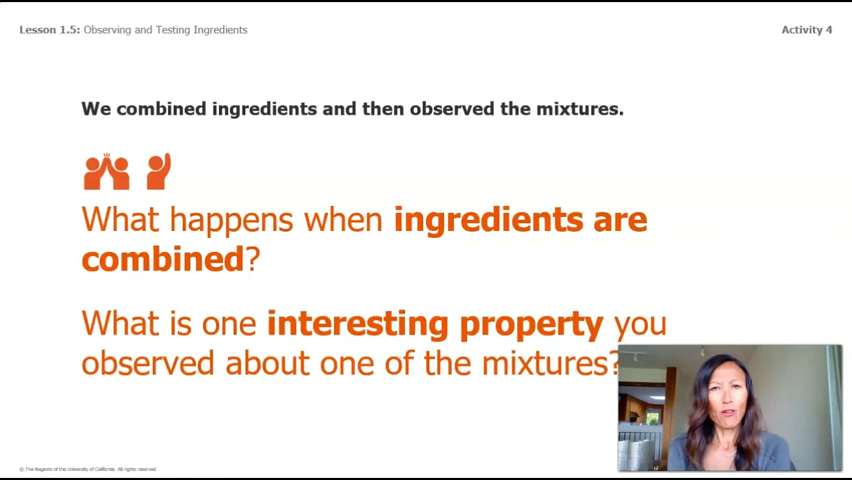 Lesson 1.5: Observing and Testing Ingredients
Activity 4
We combined ingredients and then observed the mixtures.
What happens when ingredients are
combined?
What is one interesting property you
observed about one of the mixtures?
© The Regents of the University of California. All rights reserved.